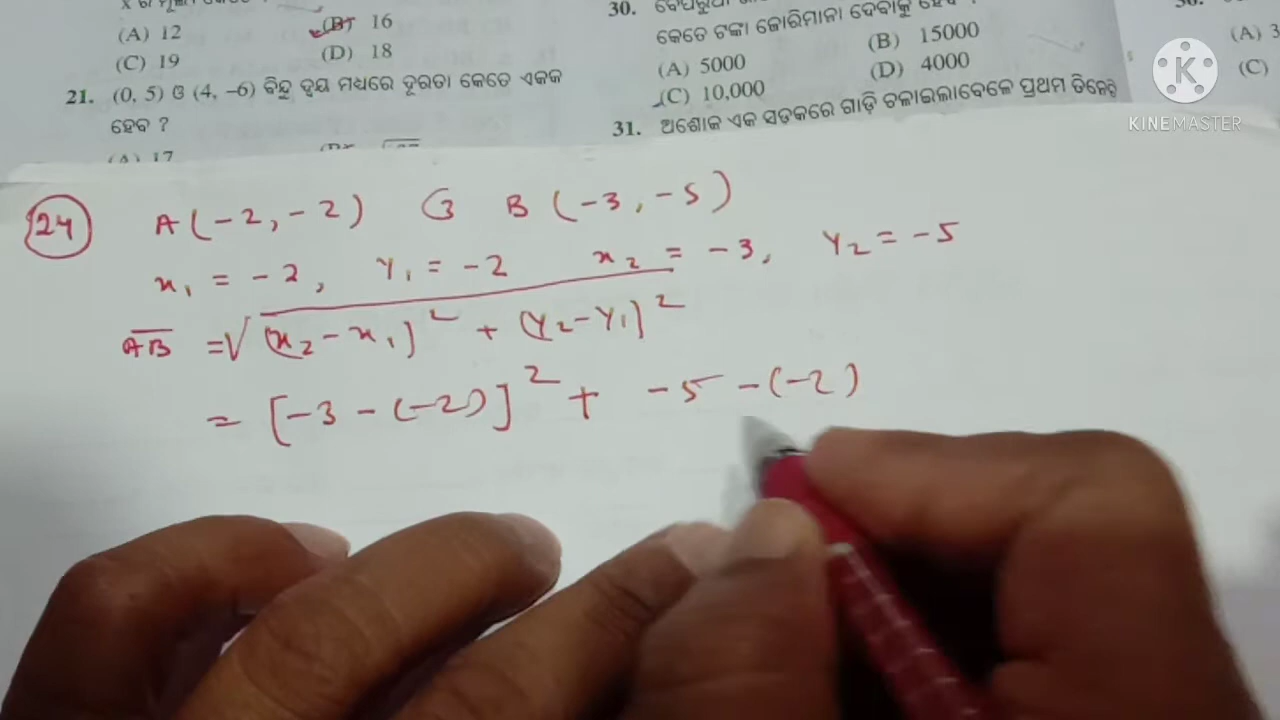 (A) 12
(B) 16
(C) 19
(D) 18
21. (0, 5) ଓ (4, –6) ବିନ୍ଦୁ ଦ୍ୱୟ ମଧ୍ୟରେ ଦୂରତା କେତେ ଏକକ
ହେବ ?
(A) 17
30.
କେତେ ଟଙ୍କା ଜୋରିମାନା ଦେବାକୁ ହେବ ?
(A) 5000
(B) 15000
(C) 10,000
(D) 4000
31. ଅଶୋକ ଏକ ସଡକରେ ଗାଡ଼ି ଚଳାଇଲାବେଳେ ପ୍ରଥମ
(A) 3
(C)
KINEMASTER
24 A(-2, -2) ଓ B(-3, -5)
x₁ = -2, Y₁ = -2 x₂ = -3, Y₂ = -5
AB = √(x₂-x₁)² + (Y₂-Y₁)²
= [-3-(-2)]² + -5-(-2)